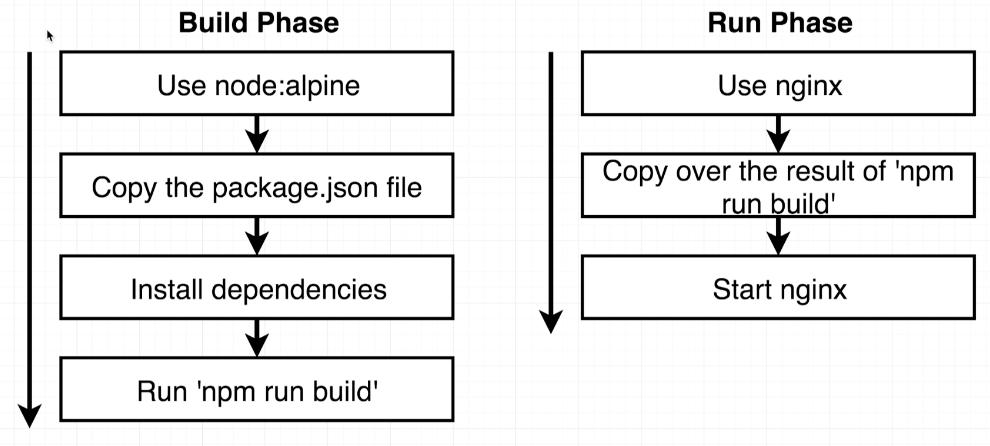 Build Phase
Use node:alpine
Copy the package.json file
Install dependencies
Run 'npm run build'
Run Phase
Use nginx
Copy over the result of 'npm
run build'
Start nginx